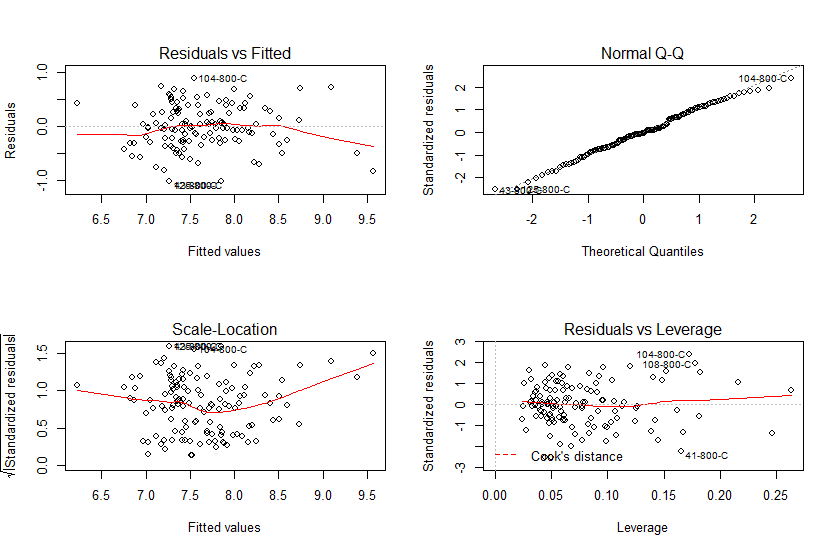 Residuals vs Fitted
Residuals
1.0
0.0
-1.0
104-800-C
6.5 7.0 7.5 8.0 8.5 9.0 9.5
Fitted values
Normal Q-Q
Standardized residuals
2
1
0
-1
-2
104-800-C
-2 -1 0 1 2
Theoretical Quantiles
Scale-Location
√|Standardized residuals|
1.5
1.0
0.5
0.0
104-800-C
6.5 7.0 7.5 8.0 8.5 9.0 9.5
Fitted values
Residuals vs Leverage
Standardized residuals
3
2
1
0
-1
-3
104-800-C
108-800-C
41-800-C
Cook's distance
0.00 0.05 0.10 0.15 0.20 0.25
Leverage